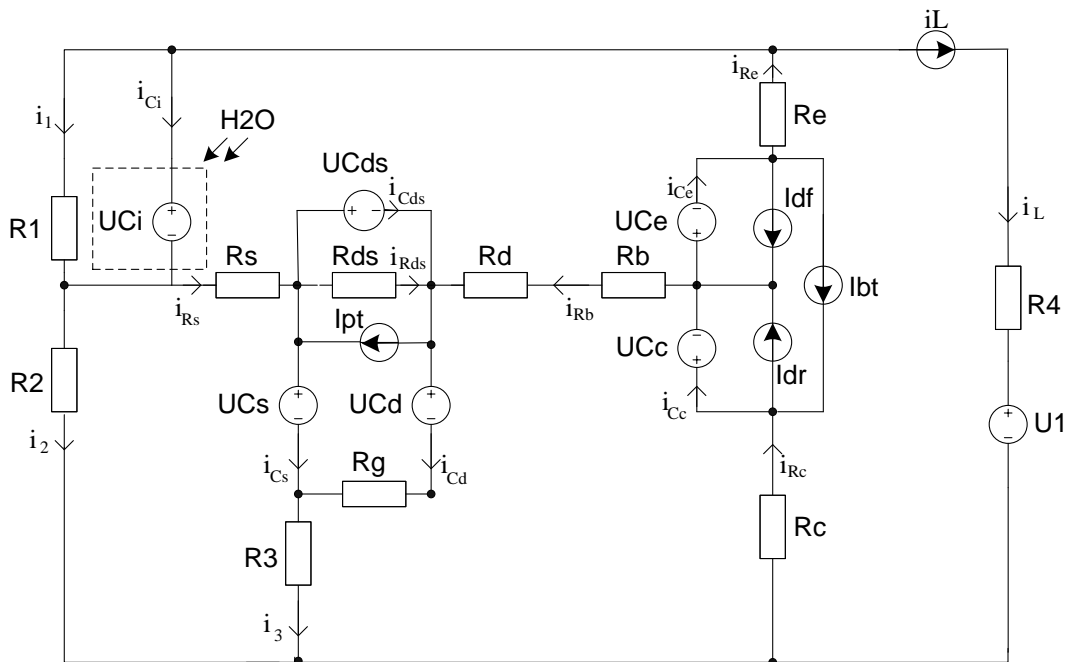 iL
iRe
Re
iCi
i1
H2O
UCds
iCds
iCe
Idf
R1
UCi
UCe
iL
Rs
Rds
iRds
Rd
Rb
Ibt
R4
iRs
Ipt
iRb
UCc
Idr
R2
UCs
UCd
iCc
U1
i2
iCs
Rg
iCd
iRc
R3
Rc
i3